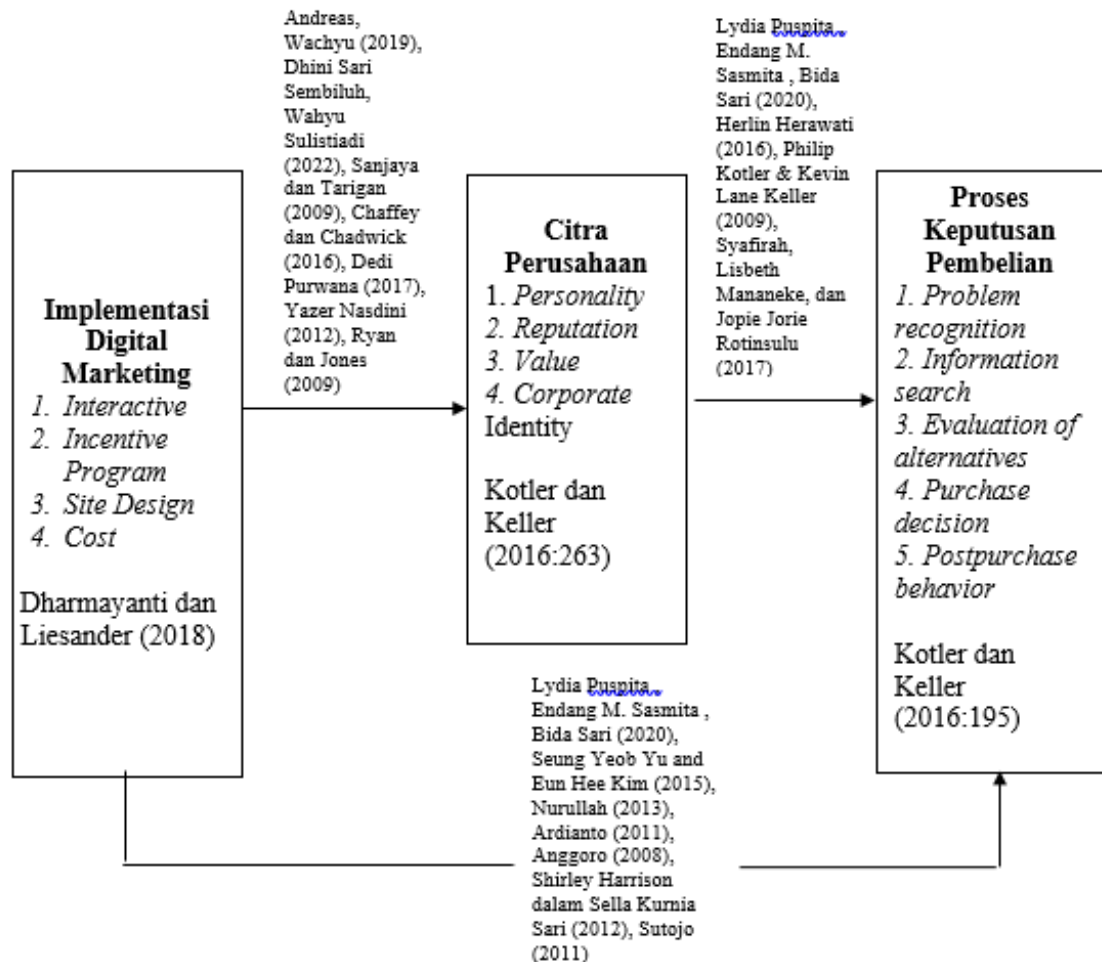 Andreas,
Wachyu (2019),
Dhini Sari
Sembiluh,
Wahyu
Sulistiadi
(2022), Sanjaya
dan Tarigan
(2009), Chaffey
dan Chadwick
(2016), Dedi
Purwana (2017),
Yazer Nasdini
(2012), Ryan
dan Jones
(2009)
Lydia Puspita ,
Endang M.
Sasmita , Bida
Sari (2020),
Herlin Herawati
(2016), Philip
Kotler & Kevin
Lane Keller
(2009),
Syafirah,
Lisbeth
Mananeke, dan
Jopie Jorie
Rotinsulu
(2017)
Implementasi
Digital
Marketing
1. Interactive
2. Incentive
Program
3. Site Design
4. Cost
Dharmayanti dan
Liesander (2018)
Citra
Perusahaan
1. Personality
2. Reputation
3. Value
4. Corporate
Identity
Kotler dan
Keller
(2016:263)
Proses
Keputusan
Pembelian
1. Problem
recognition
2. Information
search
3. Evaluation of
alternatives
4. Purchase
decision
5. Postpurchase
behavior
Kotler dan
Keller
(2016:195)
Lydia Puspita ,
Endang M. Sasmita ,
Bida Sari (2020),
Seung Yeob Yu and
Eun Hee Kim (2015),
Nurullah (2013),
Ardianto (2011),
Anggoro (2008),
Shirley Harrison
dalam Sella Kurnia
Sari (2012), Sutojo
(2011)